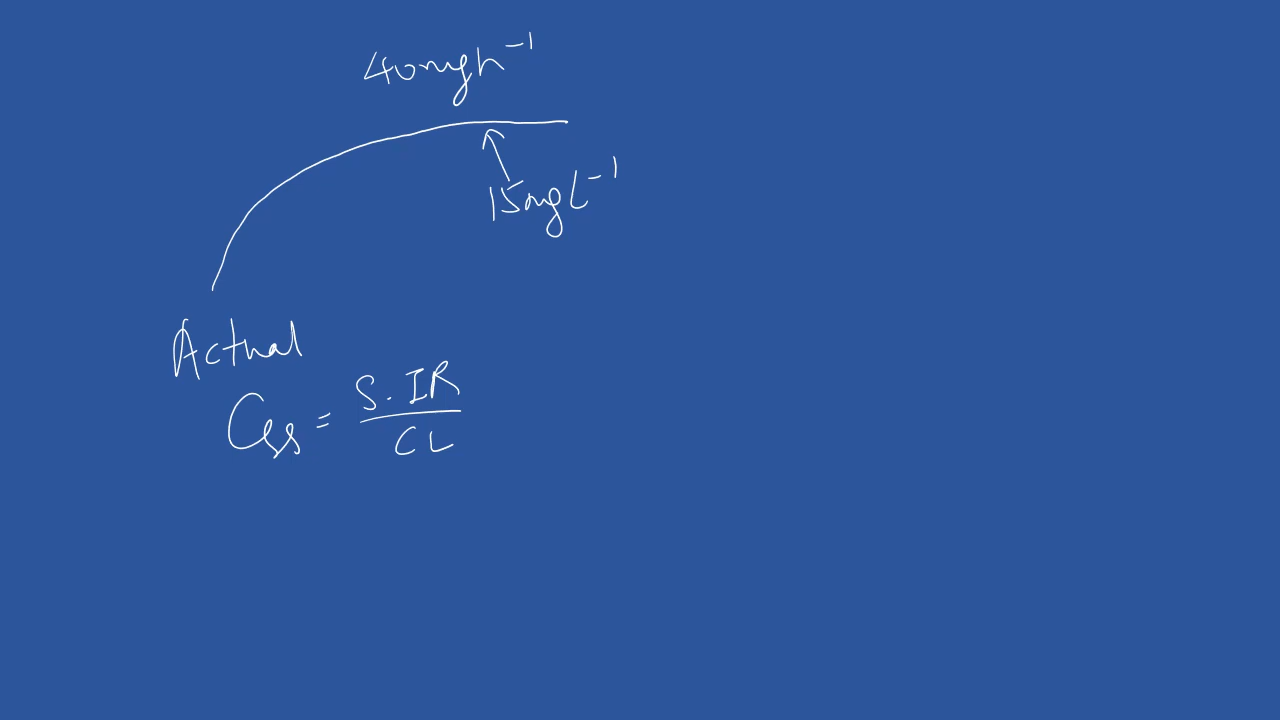 40mgh⁻¹
15mgL⁻¹
Actual
Css = S. IR / CL